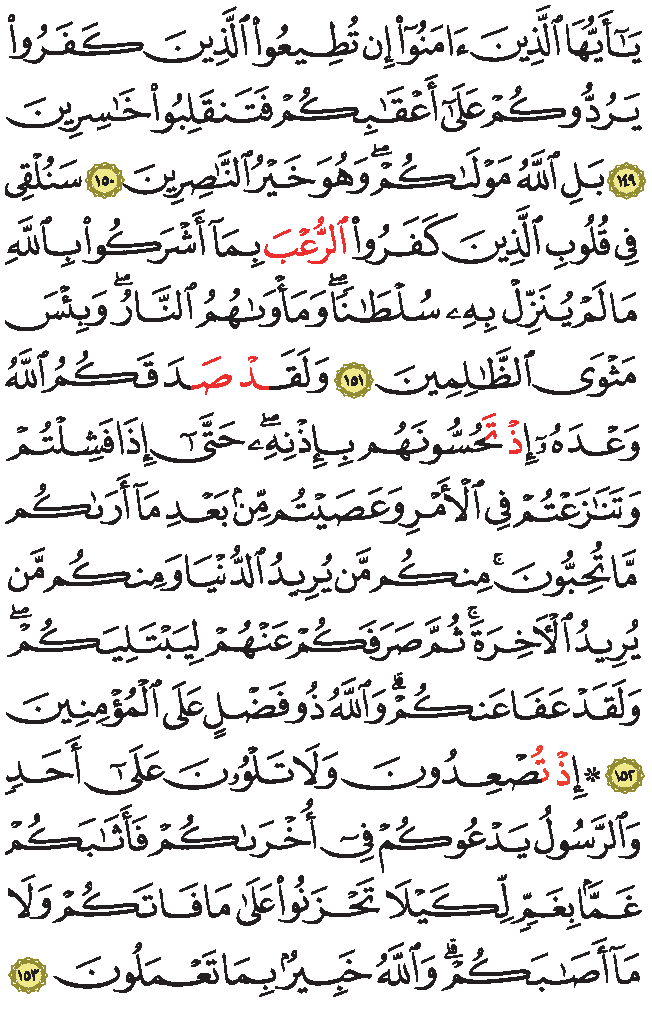 يَـٰٓأَيُّهَا ٱلَّذِينَ ءَامَنُوٓا۟ إِن تُطِيعُوا۟ ٱلَّذِينَ كَفَرُوا۟
يَرُدُّوكُمْ عَلَىٰٓ أَعْقَـٰبِكُمْ فَتَنقَلِبُوا۟ خَـٰسِرِينَ
١٤٩ بَلِ ٱللَّهُ مَوْلَىٰكُمْ ۖ وَهُوَ خَيْرُ ٱلنَّـٰصِرِينَ ١٥٠ سَنُلْقِى
فِى قُلُوبِ ٱلَّذِينَ كَفَرُوا۟ ٱلرُّعْبَ بِمَآ أَشْرَكُوا۟ بِٱللَّهِ
مَا لَمْ يُنَزِّلْ بِهِۦ سُلْطَـٰنًا ۖ وَمَأْوَىٰهُمُ ٱلنَّارُ ۖ وَبِئْسَ
مَثْوَى ٱلظَّـٰلِمِينَ ١٥١ وَلَقَدْ صَدَقَكُمُ ٱللَّهُ
وَعْدَهُۥٓ إِذْ تَحُسُّونَهُم بِإِذْنِهِۦ ۖ حَتَّىٰٓ إِذَا فَشِلْتُمْ
وَتَنَـٰزَعْتُمْ فِى ٱلْأَمْرِ وَعَصَيْتُم مِّنۢ بَعْدِ مَآ أَرَىٰكُم
مَّا تُحِبُّونَ ۚ مِنكُم مَّن يُرِيدُ ٱلدُّنْيَا وَمِنكُم مَّن
يُرِيدُ ٱلْـَٔاخِرَةَ ۚ ثُمَّ صَرَفَكُمْ عَنْهُمْ لِيَبْتَلِيَكُمْ ۖ
وَلَقَدْ عَفَا عَنكُمْ ۗ وَٱللَّهُ ذُو فَضْلٍ عَلَى ٱلْمُؤْمِنِينَ
١٥٢ ۞ إِذْ تُصْعِدُونَ وَلَا تَلْوُۥنَ عَلَىٰٓ أَحَدٍ
وَٱلرَّسُولُ يَدْعُوكُمْ فِىٓ أُخْرَىٰكُمْ فَأَثَـٰبَكُمْ
غَمًّۢا بِغَمٍّ لِّكَيْلَا تَحْزَنُوا۟ عَلَىٰ مَا فَاتَكُمْ وَلَا
مَآ أَصَـٰبَكُمْ ۗ وَٱللَّهُ خَبِيرٌۢ بِمَا تَعْمَلُونَ ١٥٣